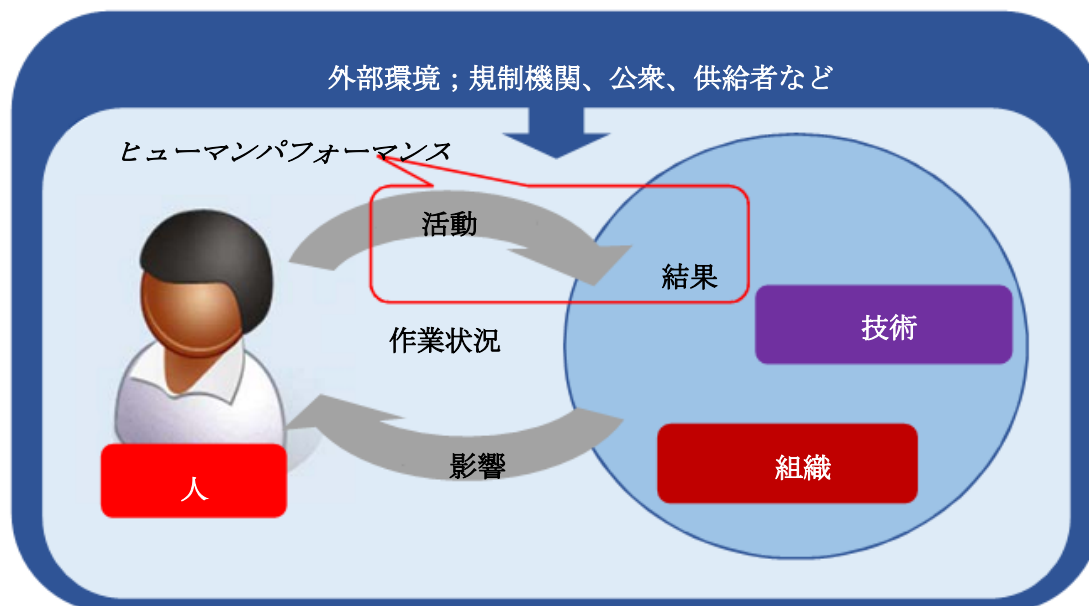 外部環境；規制機関、公衆、供給者など
ヒューマンパフォーマンス
活動
結果
技術
作業状況
影響
組織
人